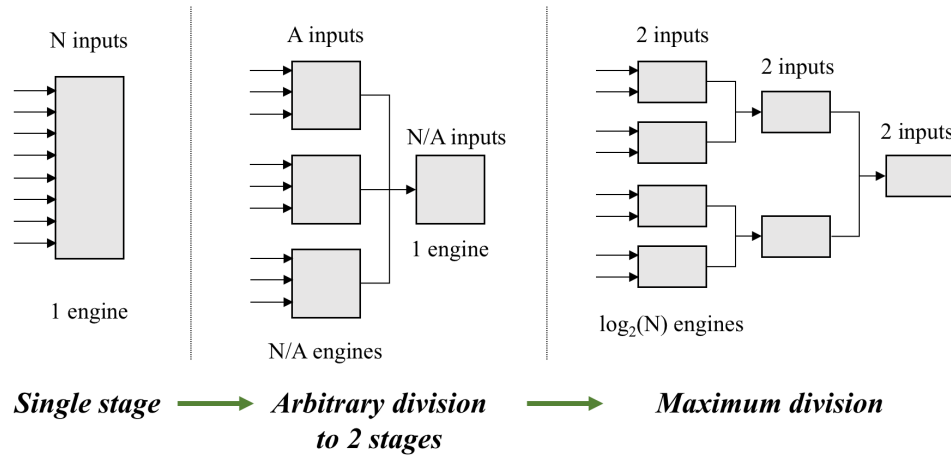 N inputs
1 engine
A inputs
N/A inputs
1 engine
N/A engines
2 inputs
2 inputs
2 inputs
log₂(N) engines
Single stage
Arbitrary division
to 2 stages
Maximum division